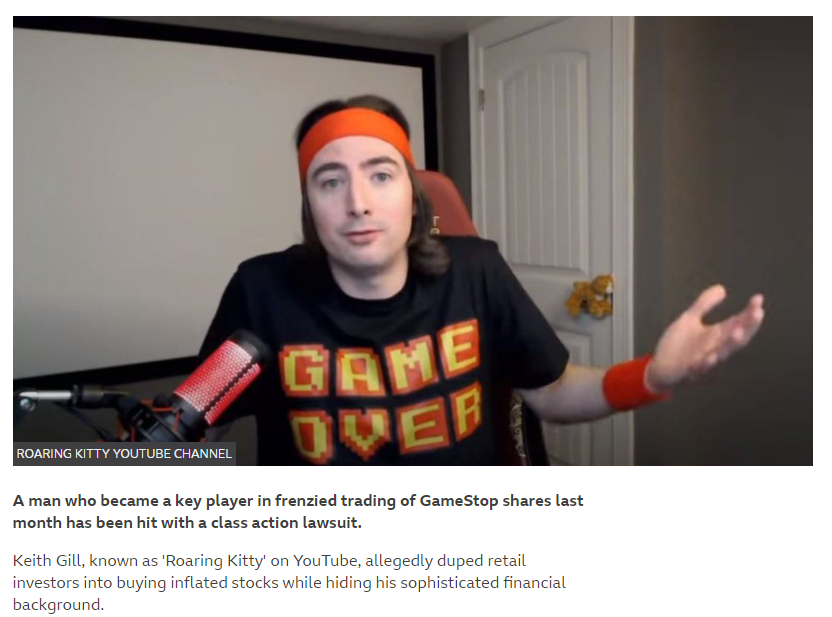 GAME
OVER
ROARING KITTY YOUTUBE CHANNEL
A man who became a key player in frenzied trading of GameStop shares last
month has been hit with a class action lawsuit.
Keith Gill, known as 'Roaring Kitty' on YouTube, allegedly duped retail
investors into buying inflated stocks while hiding his sophisticated financial
background.